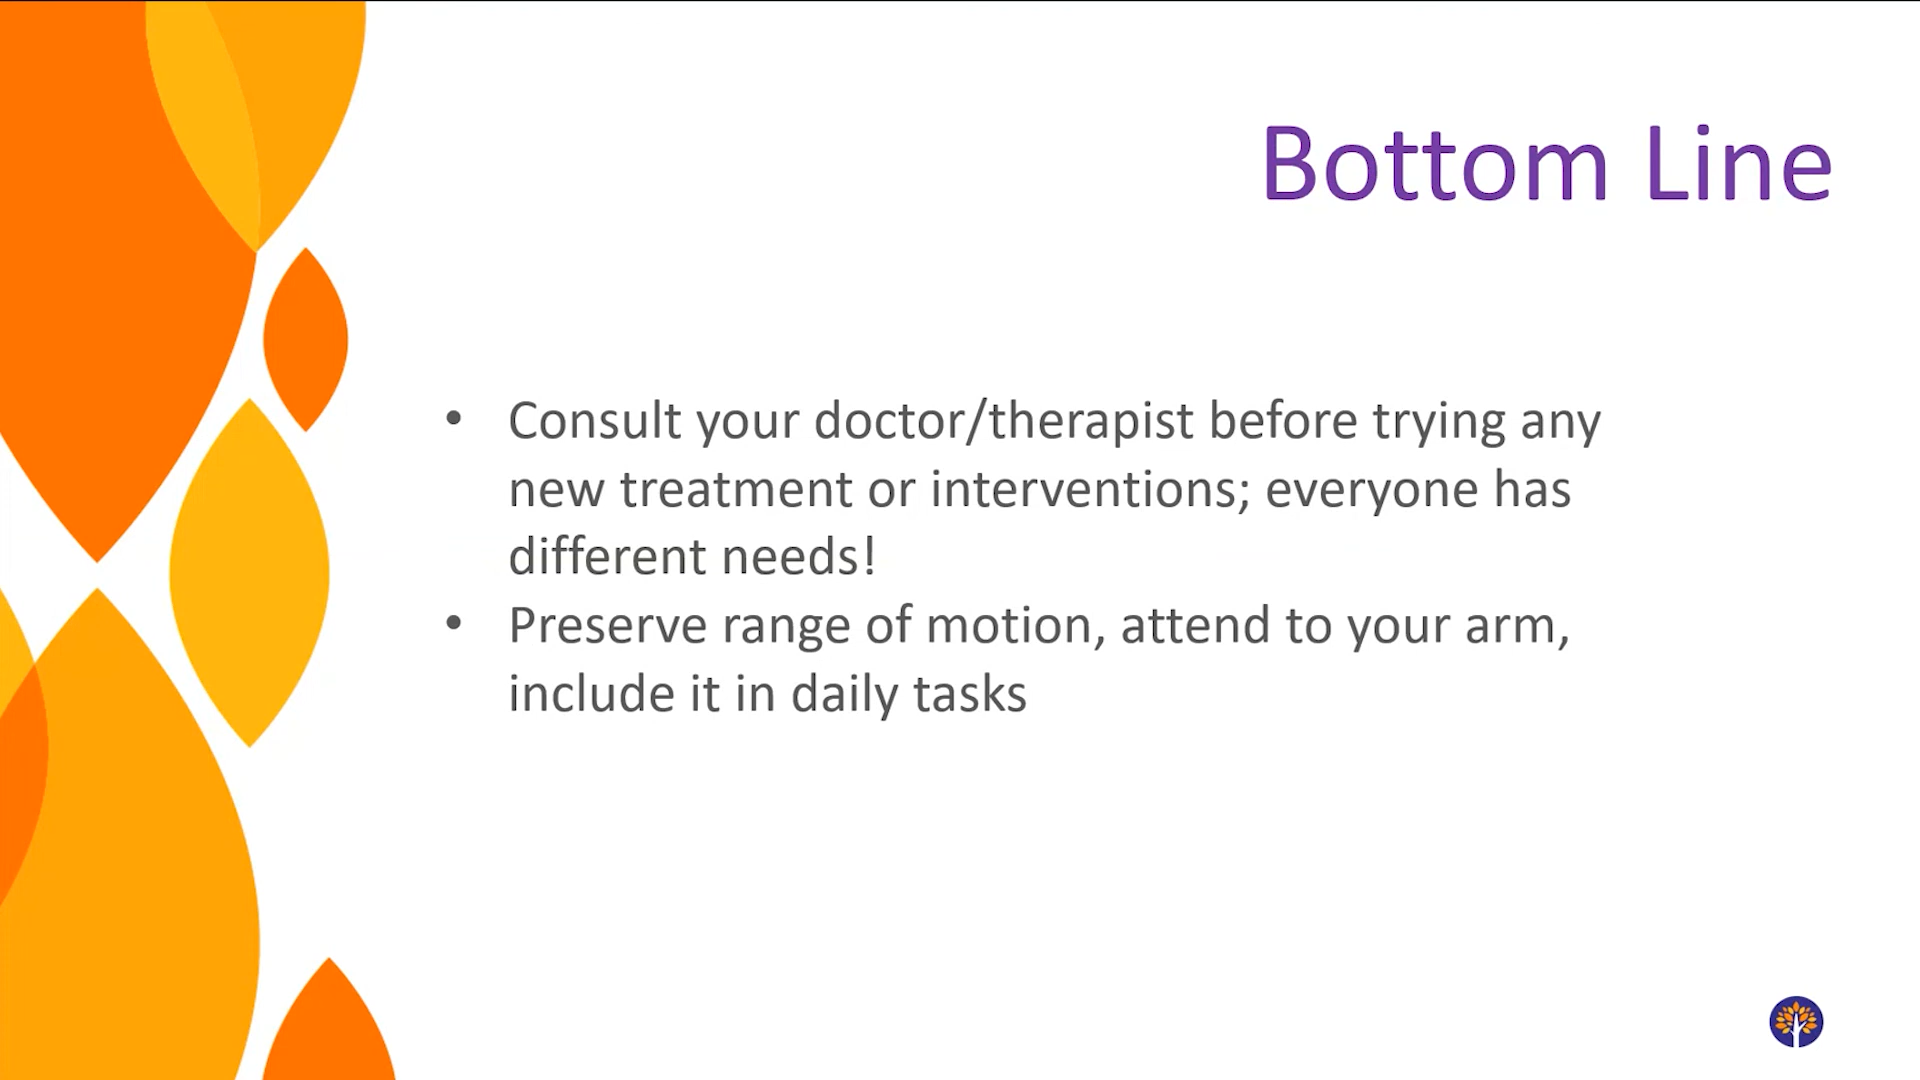 Bottom Line
• Consult your doctor/therapist before trying any
new treatment or interventions; everyone has
different needs!
• Preserve range of motion, attend to your arm,
include it in daily tasks